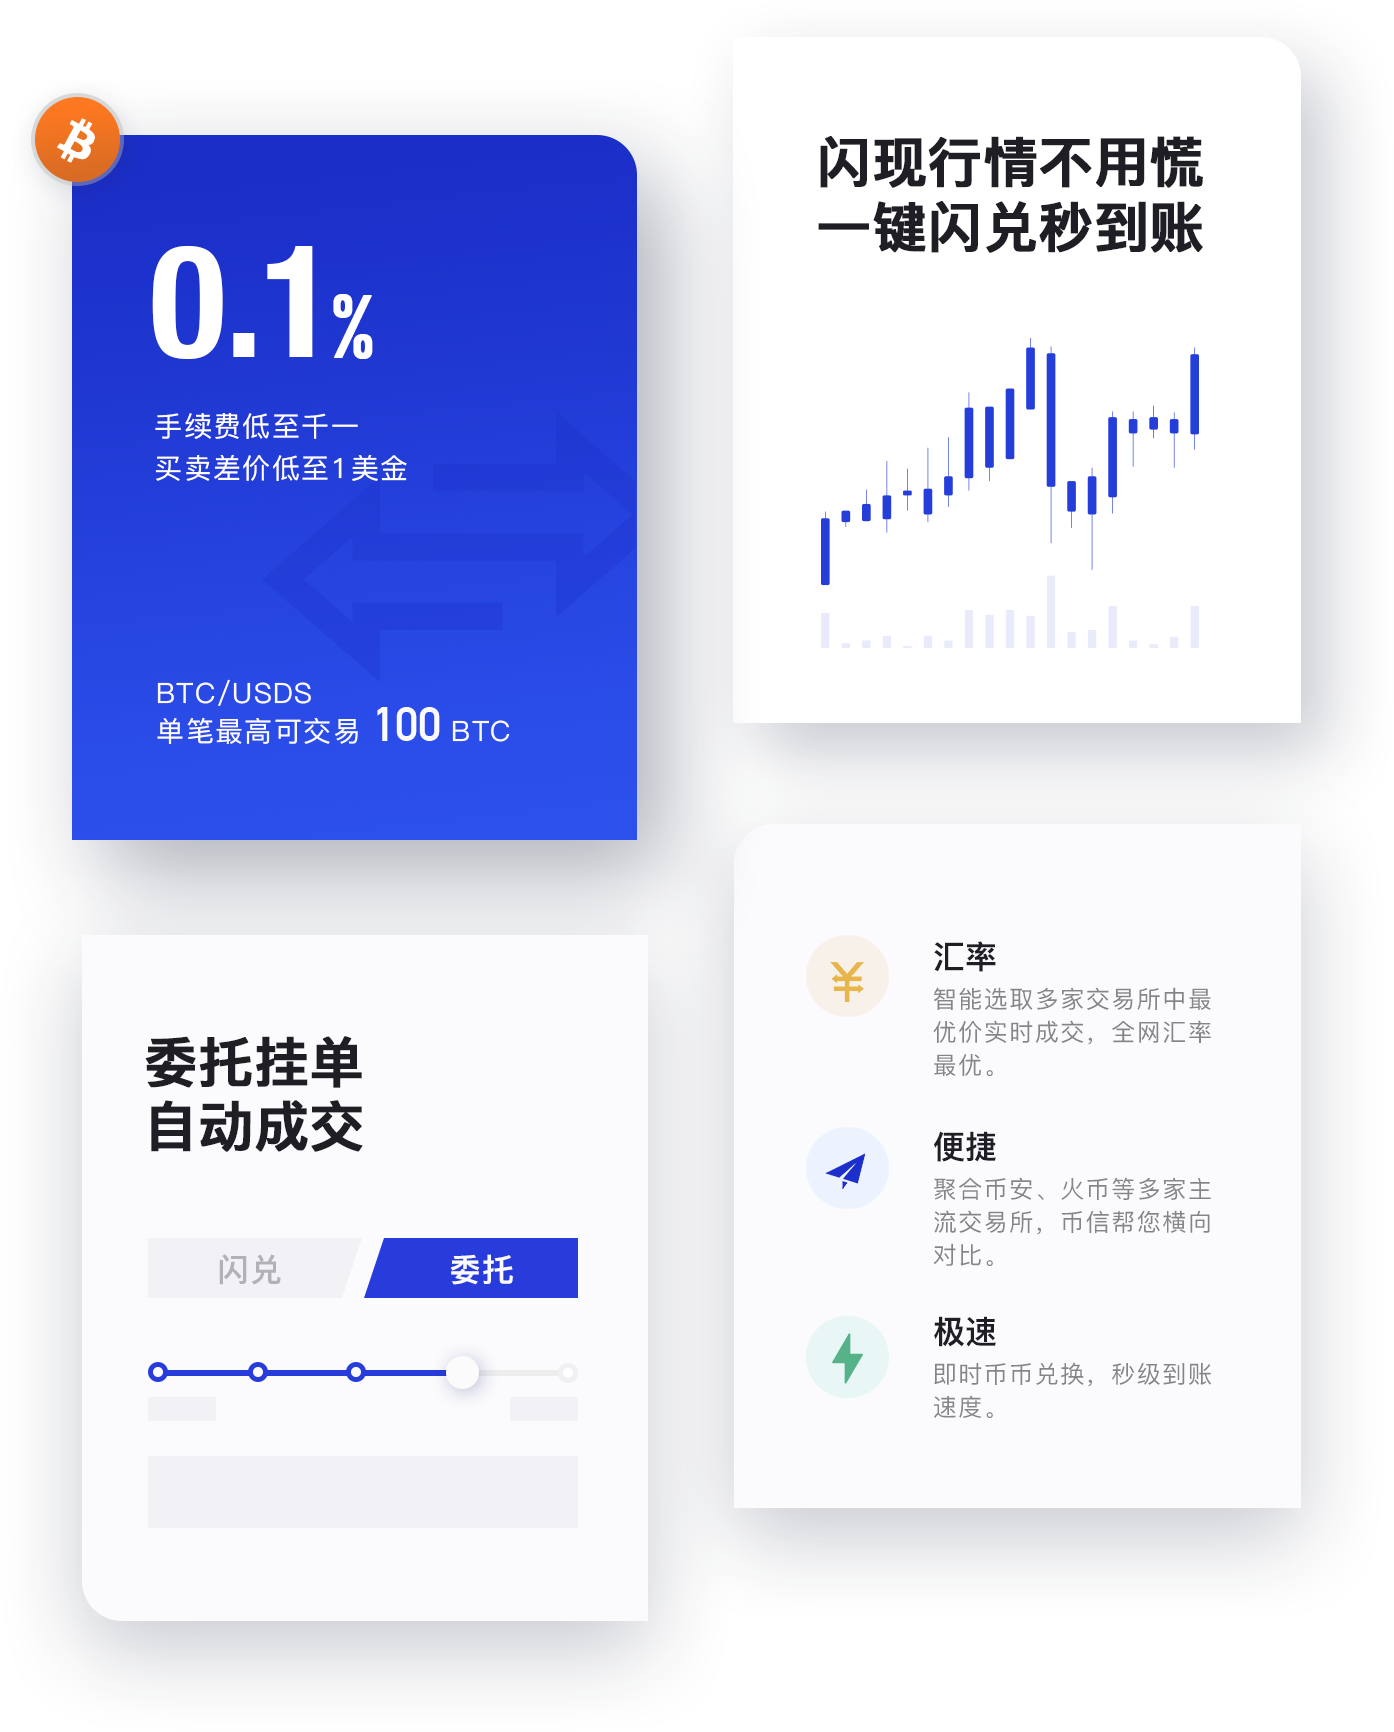 0.1%
手续费低至千一
买卖差价低至1美金
BTC/USDS
单笔最高可交易 100 BTC
闪现行情不用慌
一键闪兑秒到账
委托挂单
自动成交
闪兑
委托
汇率
智能选取多家交易所中最
优价实时成交，全网汇率
最优。
便捷
聚合币安、火币等多家主
流交易所，币信帮您横向
对比。
极速
即时币币兑换，秒级到账
速度。